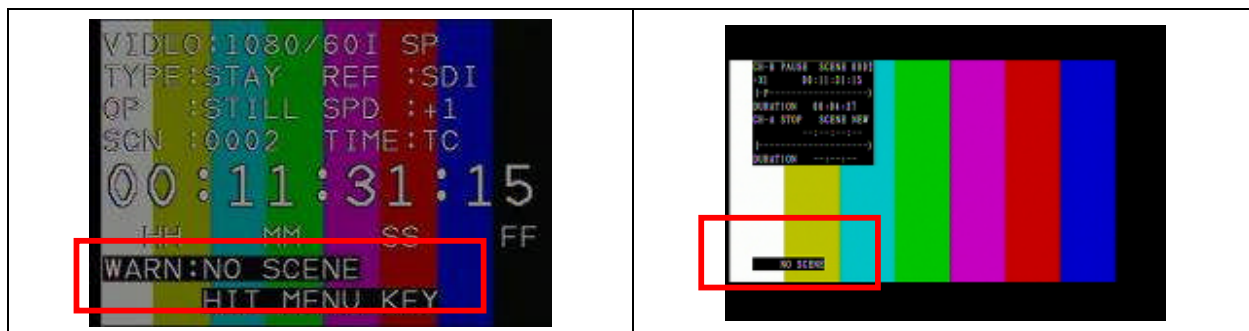 VIDEO:1080/60I SP
TYPE:STAY REF :SDI
OP :STILL SPD :+1
SCN :0002 TIME:TC
00:11:31:15
HH MM SS FF
WARN:NO SCENE
HIT MENU KEY
CH-B PAUSE SCENE 0002
00:11:31:15
DURATION 00:04:27
CH-A STOP SCENE NEW
--:--:--:--
DURATION --:--:--
NO SCENE